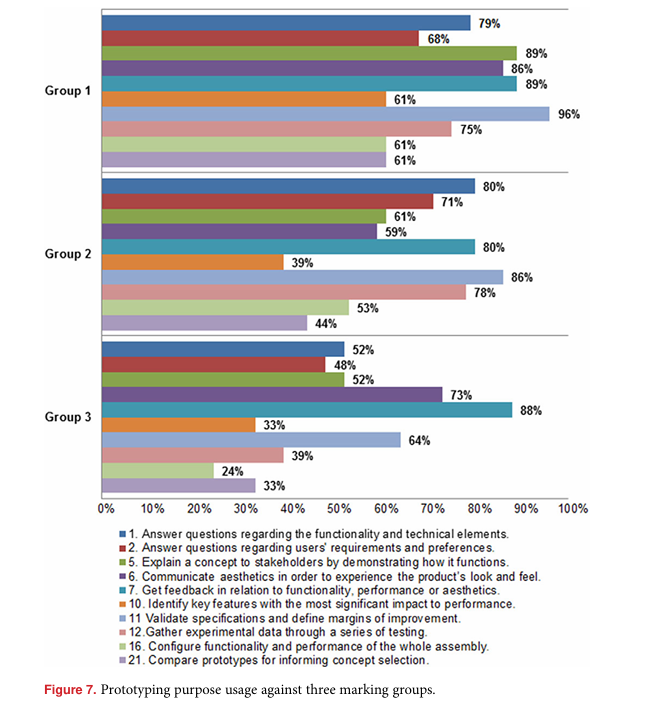 79%
68%
89%
86%
Group 1
89%
61%
96%
75%
61%
61%
80%
71%
61%
59%
Group 2
80%
39%
86%
78%
53%
44%
52%
48%
52%
73%
Group 3
88%
33%
64%
39%
24%
33%
0% 10% 20% 30% 40% 50% 60% 70% 80% 90% 100%
1. Answer questions regarding the functionality and technical elements.
2. Answer questions regarding users' requirements and preferences.
5. Explain a concept to stakeholders by demonstrating how it functions.
6. Communicate aesthetics in order to experience the product's look and feel.
7. Get feedback in relation to functionality, performance or aesthetics.
10. Identify key features with the most significant impact to performance.
11 Validate specifications and define margins of improvement.
12.Gather experimental data through a series of testing.
16. Configure functionality and performance of the whole assembly.
21. Compare prototypes for informing concept selection.
Figure 7. Prototyping purpose usage against three marking groups.